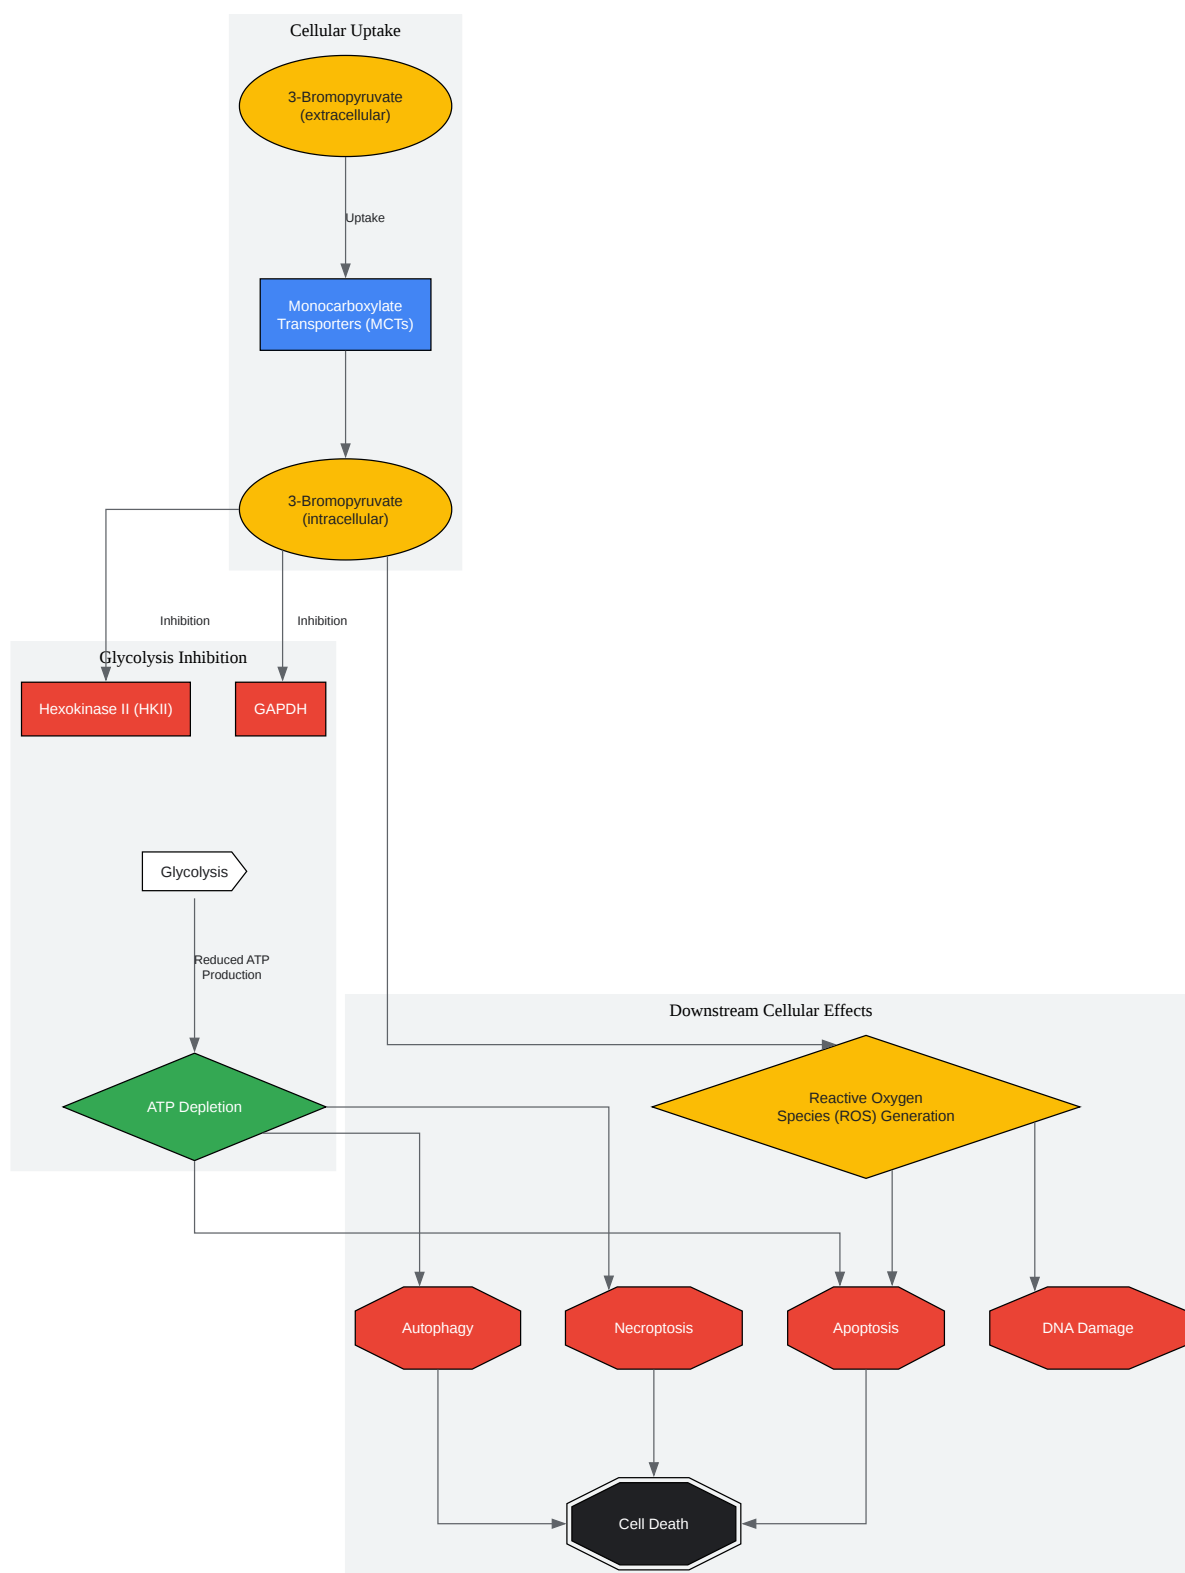 Cellular Uptake
3-Bromopyruvate
(extracellular)
Uptake
Monocarboxylate
Transporters (MCTs)
3-Bromopyruvate
(intracellular)
Inhibition
Inhibition
Glycolysis Inhibition
Hexokinase II (HKII)
GAPDH
Glycolysis
Reduced ATP
Production
Downstream Cellular Effects
ATP Depletion
Reactive Oxygen
Species (ROS) Generation
Autophagy
Necroptosis
Apoptosis
DNA Damage
Cell Death